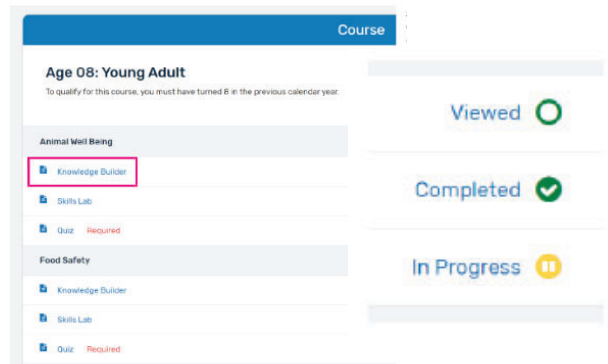 Course
Age 08: Young Adult
To qualify for this course, you must have turned 8 in the previous calendar year.
Animal Well Being
Knowledge Builder
Skills Lab
Quiz Required
Food Safety
Knowledge Builder
Skills Lab
Quiz Required
Viewed
Completed
In Progress